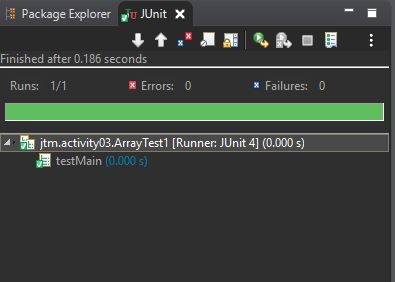 Package Explorer JUnit
Finished after 0.186 seconds
Runs: 1/1 Errors: 0 Failures: 0
jtm.activity03.ArrayTest1 [Runner: JUnit 4] (0.000 s)
testMain (0.000 s)